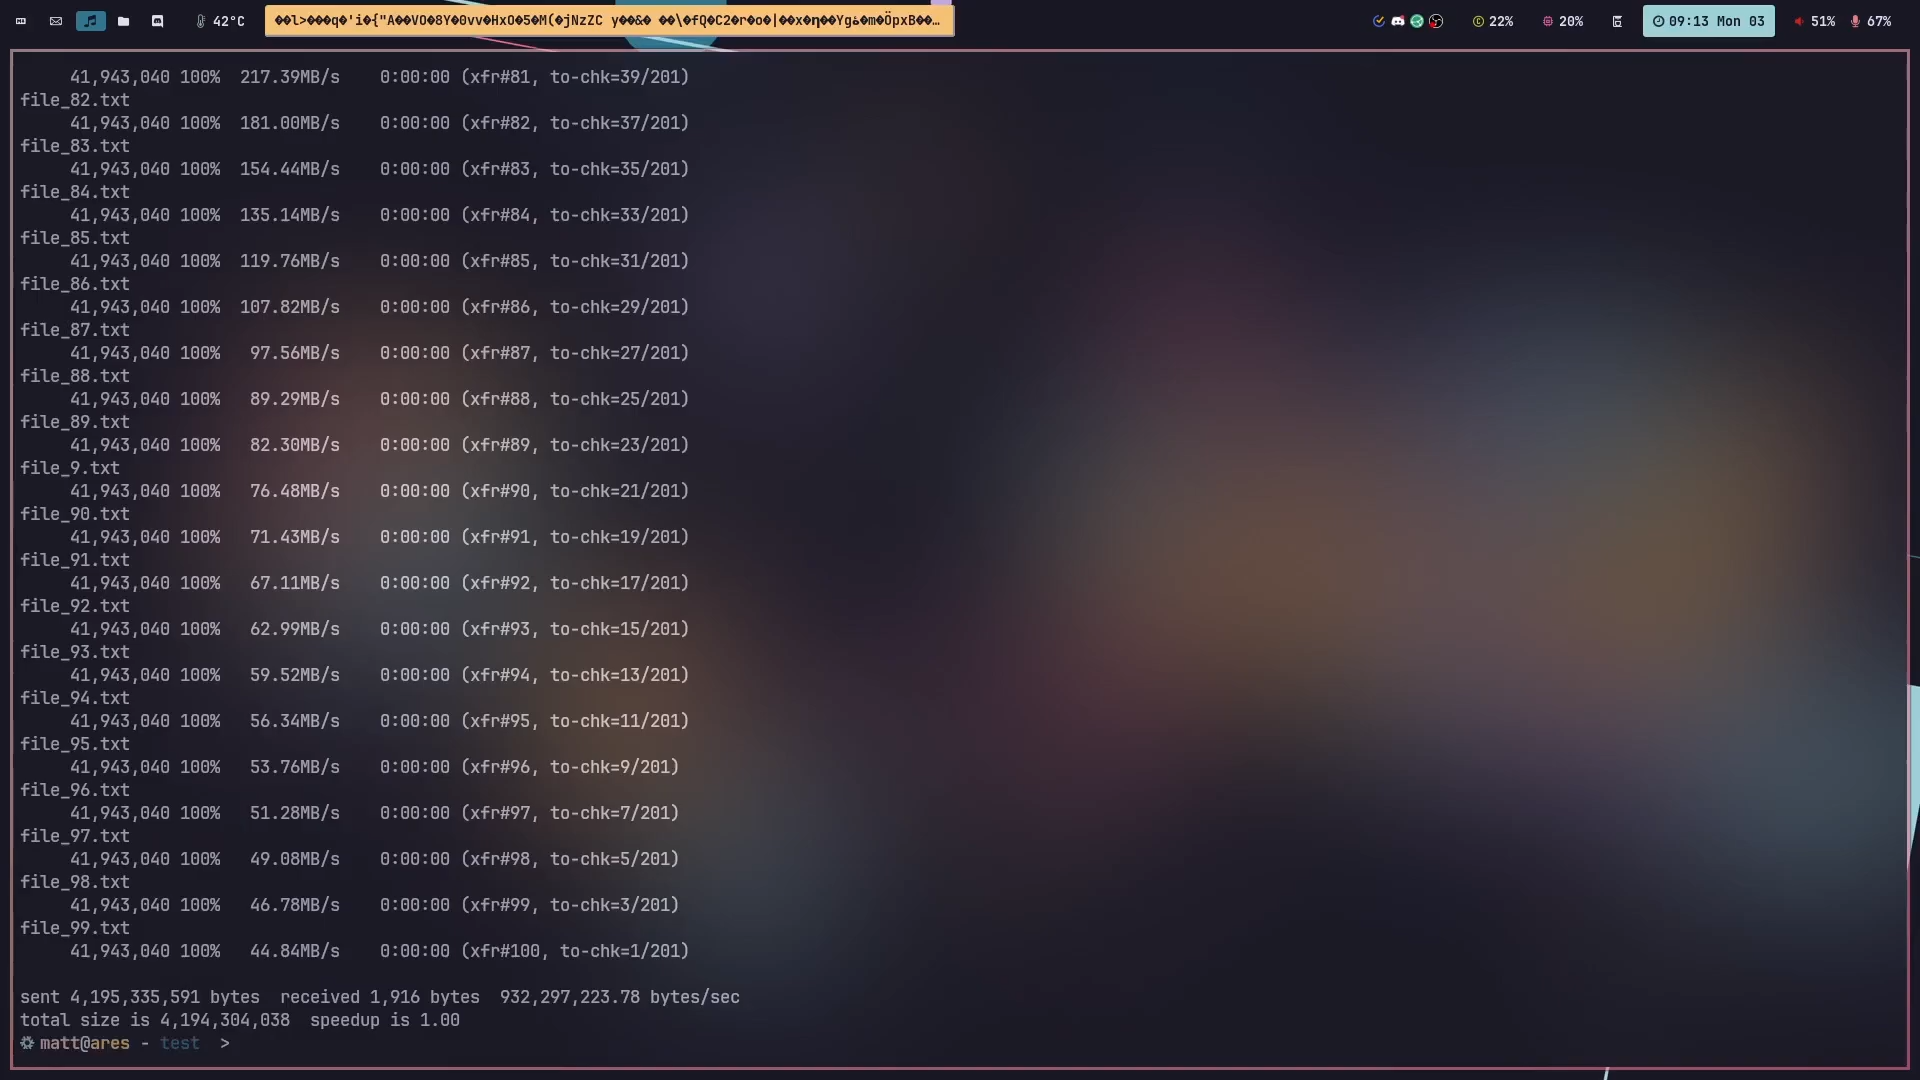 42°C
22%
20%
09:13 Mon 03
51%
67%
41,943,040 100%  217.39MB/s    0:00:00 (xfr#81, to-chk=39/201)
file_82.txt
41,943,040 100%  181.00MB/s    0:00:00 (xfr#82, to-chk=37/201)
file_83.txt
41,943,040 100%  154.44MB/s    0:00:00 (xfr#83, to-chk=35/201)
file_84.txt
41,943,040 100%  135.14MB/s    0:00:00 (xfr#84, to-chk=33/201)
file_85.txt
41,943,040 100%  119.76MB/s    0:00:00 (xfr#85, to-chk=31/201)
file_86.txt
41,943,040 100%  107.82MB/s    0:00:00 (xfr#86, to-chk=29/201)
file_87.txt
41,943,040 100%   97.56MB/s    0:00:00 (xfr#87, to-chk=27/201)
file_88.txt
41,943,040 100%   89.29MB/s    0:00:00 (xfr#88, to-chk=25/201)
file_89.txt
41,943,040 100%   82.30MB/s    0:00:00 (xfr#89, to-chk=23/201)
file_9.txt
41,943,040 100%   76.48MB/s    0:00:00 (xfr#90, to-chk=21/201)
file_90.txt
41,943,040 100%   71.43MB/s    0:00:00 (xfr#91, to-chk=19/201)
file_91.txt
41,943,040 100%   67.11MB/s    0:00:00 (xfr#92, to-chk=17/201)
file_92.txt
41,943,040 100%   62.99MB/s    0:00:00 (xfr#93, to-chk=15/201)
file_93.txt
41,943,040 100%   59.52MB/s    0:00:00 (xfr#94, to-chk=13/201)
file_94.txt
41,943,040 100%   56.34MB/s    0:00:00 (xfr#95, to-chk=11/201)
file_95.txt
41,943,040 100%   53.76MB/s    0:00:00 (xfr#96, to-chk=9/201)
file_96.txt
41,943,040 100%   51.28MB/s    0:00:00 (xfr#97, to-chk=7/201)
file_97.txt
41,943,040 100%   49.08MB/s    0:00:00 (xfr#98, to-chk=5/201)
file_98.txt
41,943,040 100%   46.78MB/s    0:00:00 (xfr#99, to-chk=3/201)
file_99.txt
41,943,040 100%   44.84MB/s    0:00:00 (xfr#100, to-chk=1/201)
sent 4,195,335,591 bytes  received 1,916 bytes  932,297,223.78 bytes/sec
total size is 4,194,304,038  speedup is 1.00
matt@ares - test  >